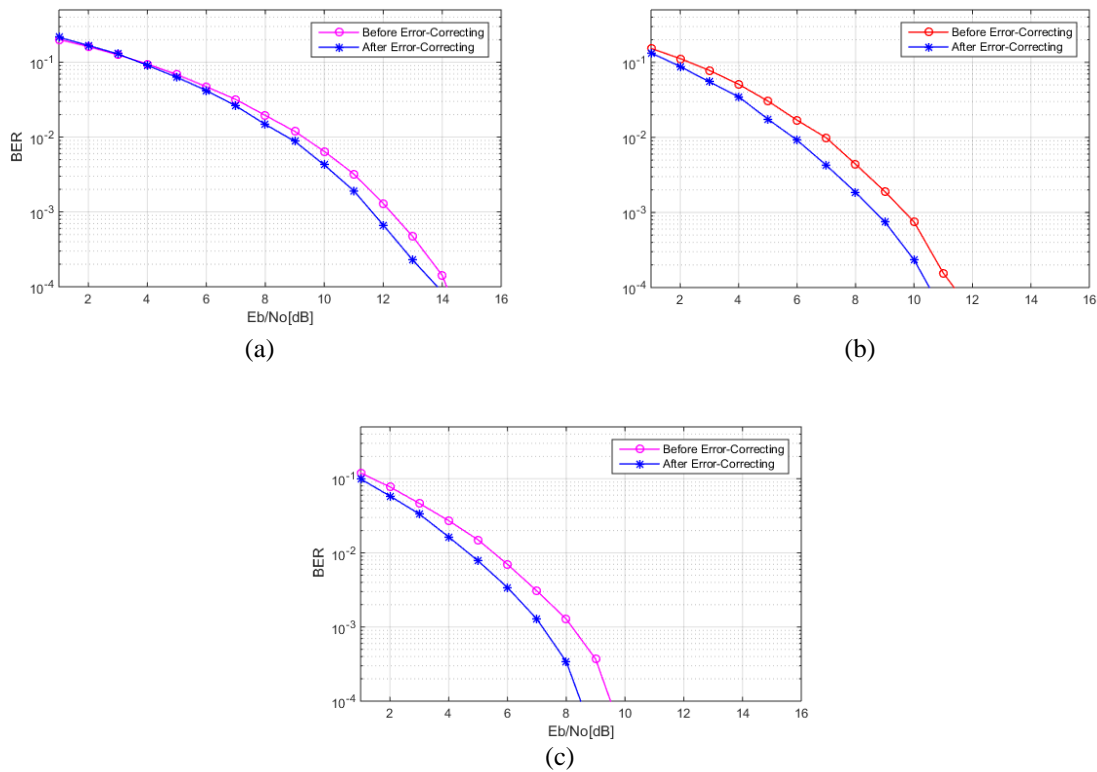 Before Error-Correcting
After Error-Correcting
10^-1
10^-2
10^-3
10^-4
BER
2 4 6 8 10 12 14 16
Eb/No[dB]
(a)
Before Error-Correcting
After Error-Correcting
10^-1
10^-2
10^-3
10^-4
2 4 6 8 10 12 14 16
(b)
Before Error-Correcting
After Error-Correcting
10^-1
10^-2
10^-3
10^-4
BER
2 4 6 8 10 12 14 16
Eb/No[dB]
(c)